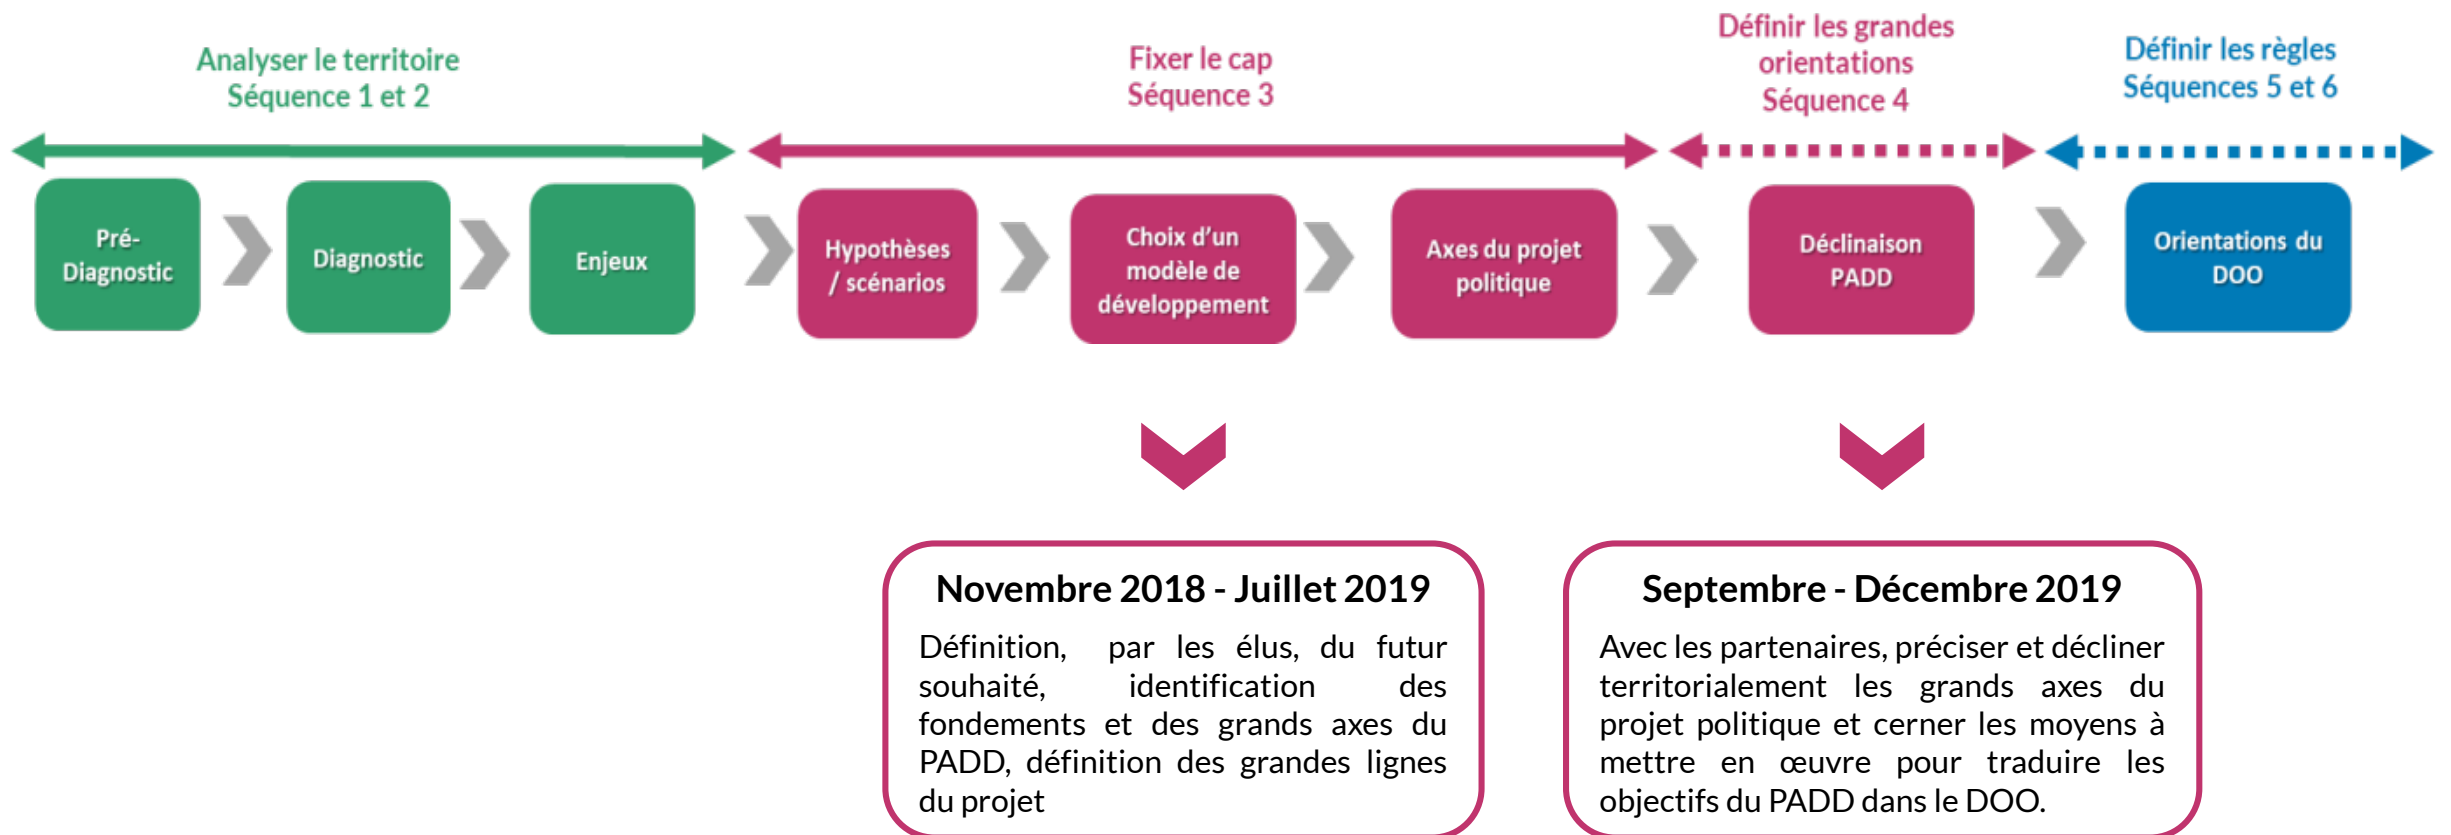 Analyser le territoire
Séquence 1 et 2
Fixer le cap
Séquence 3
Définir les grandes
orientations
Séquence 4
Définir les règles
Séquences 5 et 6
Pré-
Diagnostic
Diagnostic
Enjeux
Hypothèses
/ scénarios
Choix d'un
modèle de
développement
Axes du projet
politique
Déclinaison
PADD
Orientations du
DOO
Novembre 2018 - Juillet 2019
Définition, par les élus, du futur
souhaité, identification des
fondements et des grands axes du
PADD, définition des grandes lignes
du projet
Septembre - Décembre 2019
Avec les partenaires, préciser et décliner
territorialement les grands axes du
projet politique et cerner les moyens à
mettre en œuvre pour traduire les
objectifs du PADD dans le DOO.